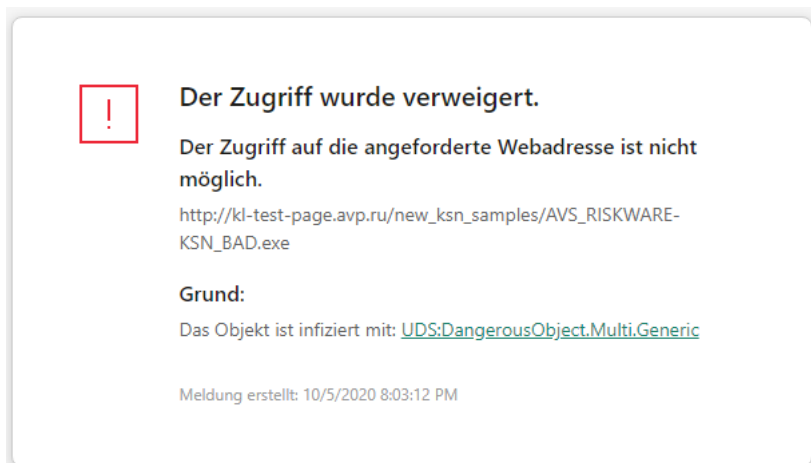 !
Der Zugriff wurde verweigert.
Der Zugriff auf die angeforderte Webadresse ist nicht
möglich.
http://kl-test-page.avp.ru/new_ksn_samples/AVS_RISKWARE-
KSN_BAD.exe
Grund:
Das Objekt ist infiziert mit: UDS:DangerousObject.Multi.Generic
Meldung erstellt: 10/5/2020 8:03:12 PM